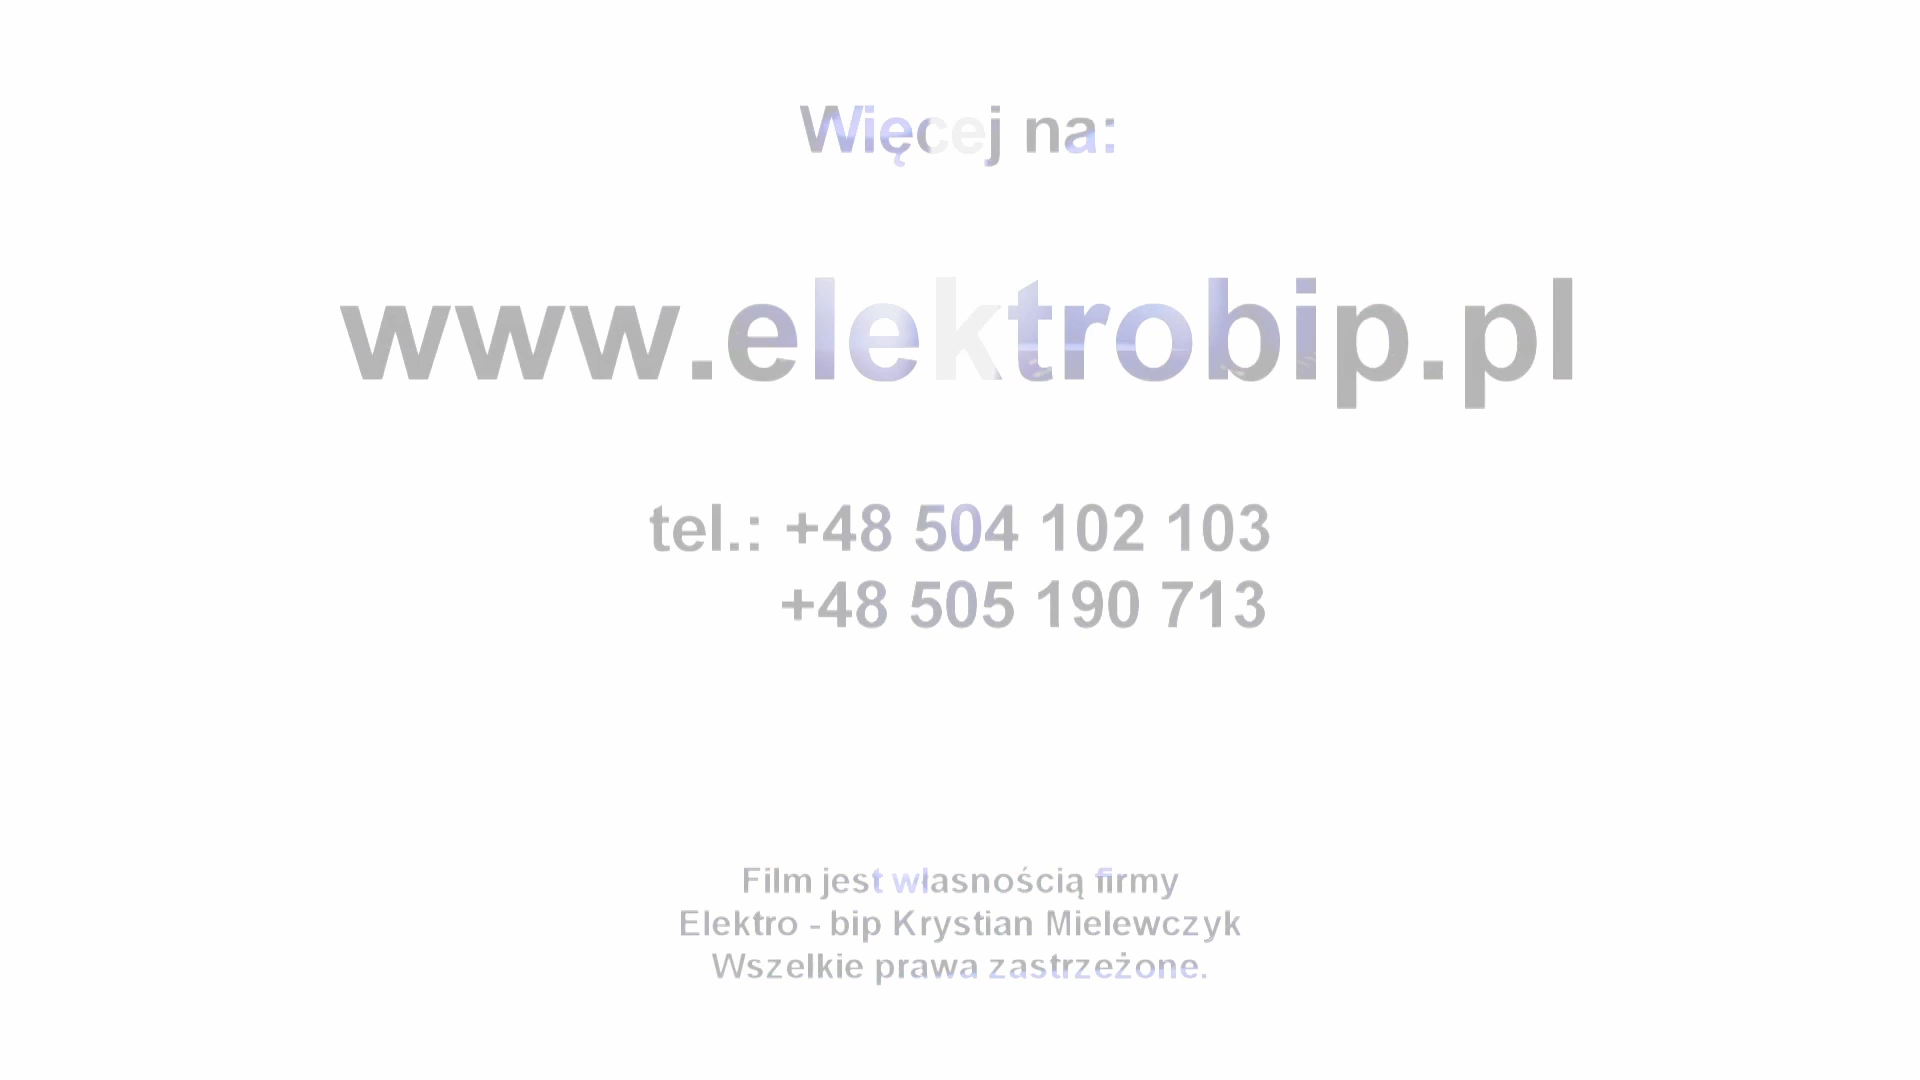 Więcej na:
www.elektrobip.pl
tel.: +48 504 102 103
+48 505 190 713
Film jest własnością firmy
Elektro - bip Krystian Mielewczyk
Wszelkie prawa zastrzeżone.